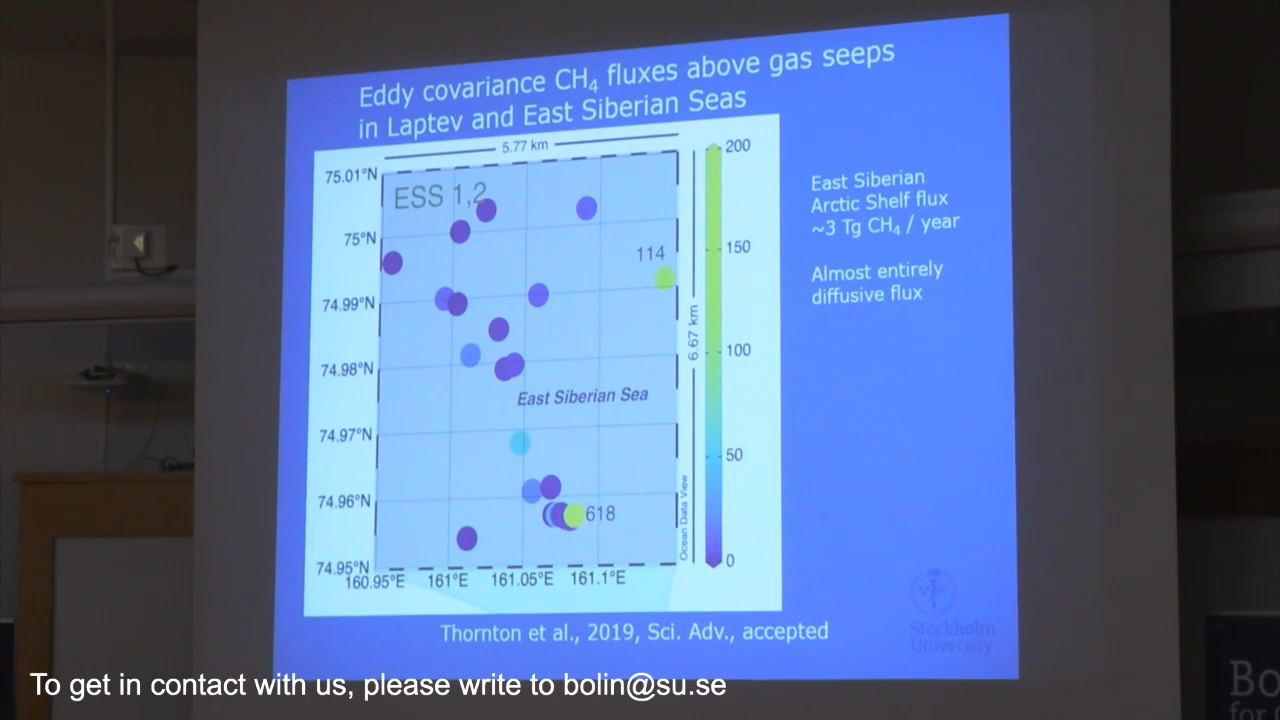 Eddy covariance CH₄ fluxes above gas seeps
in Laptev and East Siberian Seas
5.77 km
75.01°N
75°N
74.99°N
74.98°N
74.97°N
74.96°N
74.95°N
ESS 1,2
114
East Siberian Sea
618
160.95°E 161°E 161.05°E 161.1°E
6.67 km
Ocean Data View
200
150
100
50
0
East Siberian
Arctic Shelf flux
~3 Tg CH₄ / year
Almost entirely
diffusive flux
Thornton et al., 2019, Sci. Adv., accepted
Stockholm
University
To get in contact with us, please write to bolin@su.se
Bo
for